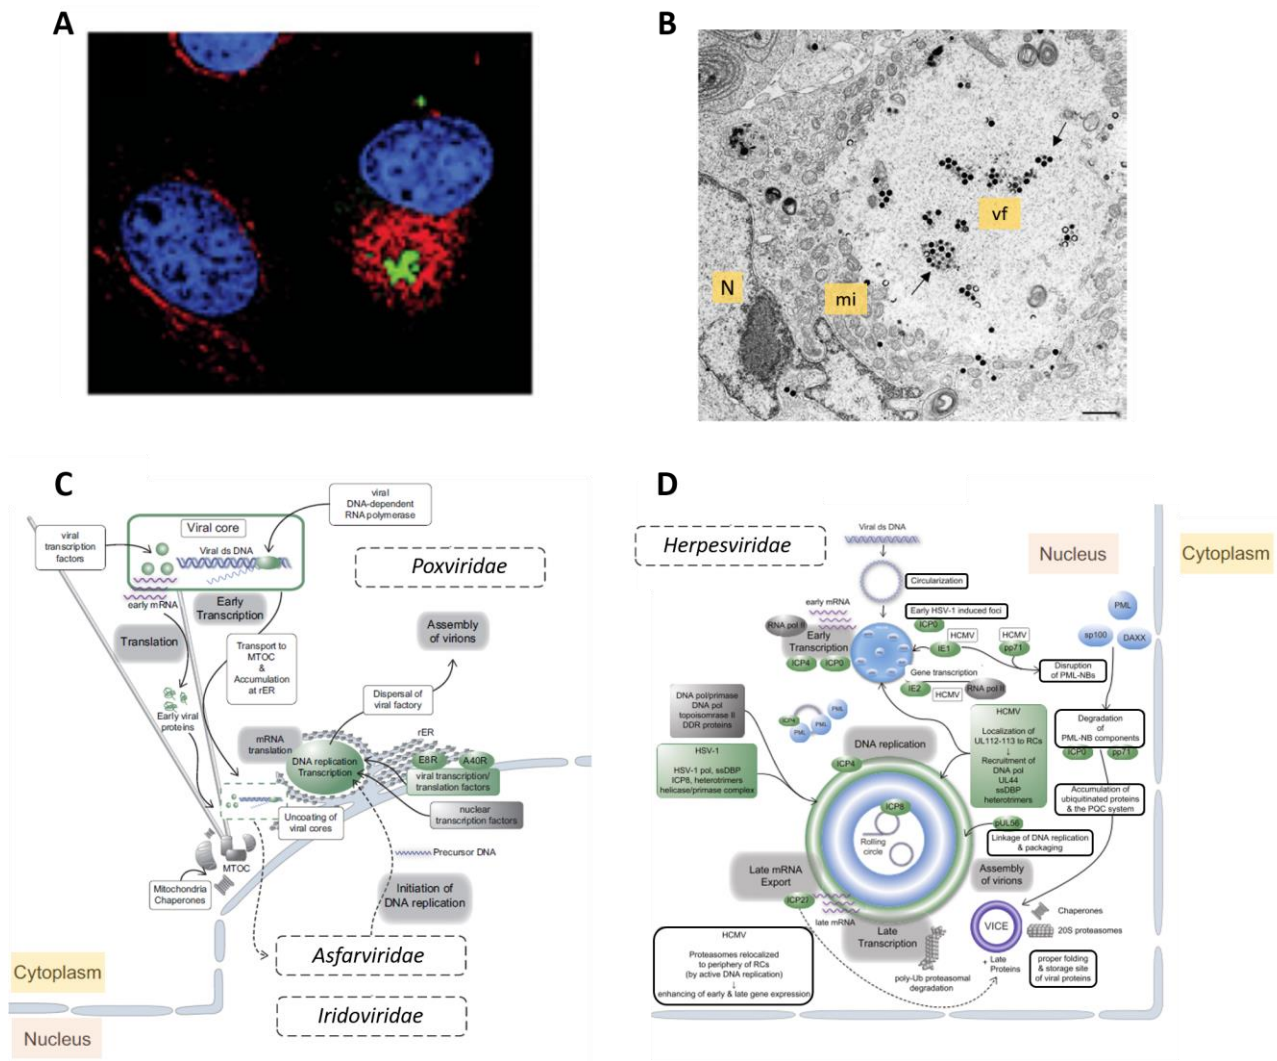 A
B
vf
N
mi
C
viral
DNA-dependent
RNA polymerase
Viral core
viral
transcription
factors
Viral ds DNA
Poxviridae
early mRNA
Early
Transcription
Translation
Assembly
of virions
Transport to
MTOC
&
Accumulation
at rER
Early viral
proteins
Dispersal of
viral factory
rER
mRNA
translation
DNA replication
Transcription
E8R
A40R
viral transcription/
translation factors
nuclear
transcription factors
Uncoating of
viral cores
Precursor DNA
MTOC
Mitochondria
Chaperones
Initiation of
DNA replication
Asfarviridae
Iridoviridae
Cytoplasm
Nucleus
D
Herpesviridae
Viral ds DNA
Nucleus
Cytoplasm
Circularization
early mRNA
Early HSV-1 induced foci
ICP0
PML
RNA pol II
Early
Transcription
ICP4
ICP0
HCMV
IE1
HCMV
pp71
sp100
DAXX
Disruption
of PML-NBs
Gene transcription
IE2
HCMV
RNA pol II
DNA pol/primase
DNA pol
topoisomrase II
DDR proteins
ICP4
PML
PML
PML
HCMV
Localization of
UL112-113 to RCs
↓
Recruitment of
DNA pol
UL44
ssDBP
heterotrimers
Degradation
of
PML-NB components
ICP0
pp71
DNA replication
HSV-1
HSV-1 pol, ssDBP
ICP8, heterotrimers
helicase/primase complex
ICP4
Accumulation of
ubiquitinated proteins
& the PQC system
ICP8
Rolling
circle
pUL56
Linkage of DNA replication
& packaging
Late mRNA
Export
Assembly
of virions
ICP27
late mRNA
Late
Transcription
VICE
Chaperones
20S proteasomes
HCMV
Proteasomes relocalized
to periphery of RCs
(by active DNA replication)
↓
enhancing of early & late gene expression
poly-Ub proteasomal
degradation
+ Late
Proteins
proper folding
& storage site
of viral proteins